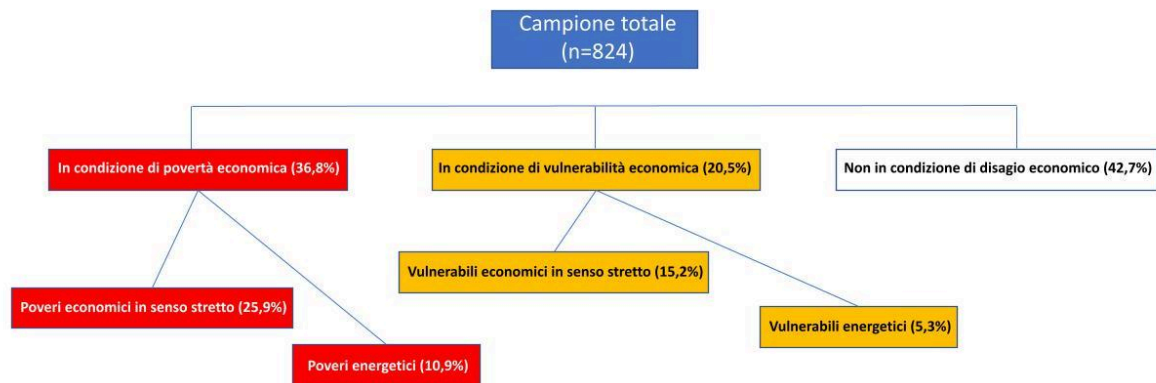 Campione totale
(n=824)
In condizione di povertà economica (36,8%)
In condizione di vulnerabilità economica (20,5%)
Non in condizione di disagio economico (42,7%)
Vulnerabili economici in senso stretto (15,2%)
Poveri economici in senso stretto (25,9%)
Vulnerabili energetici (5,3%)
Poveri energetici (10,9%)